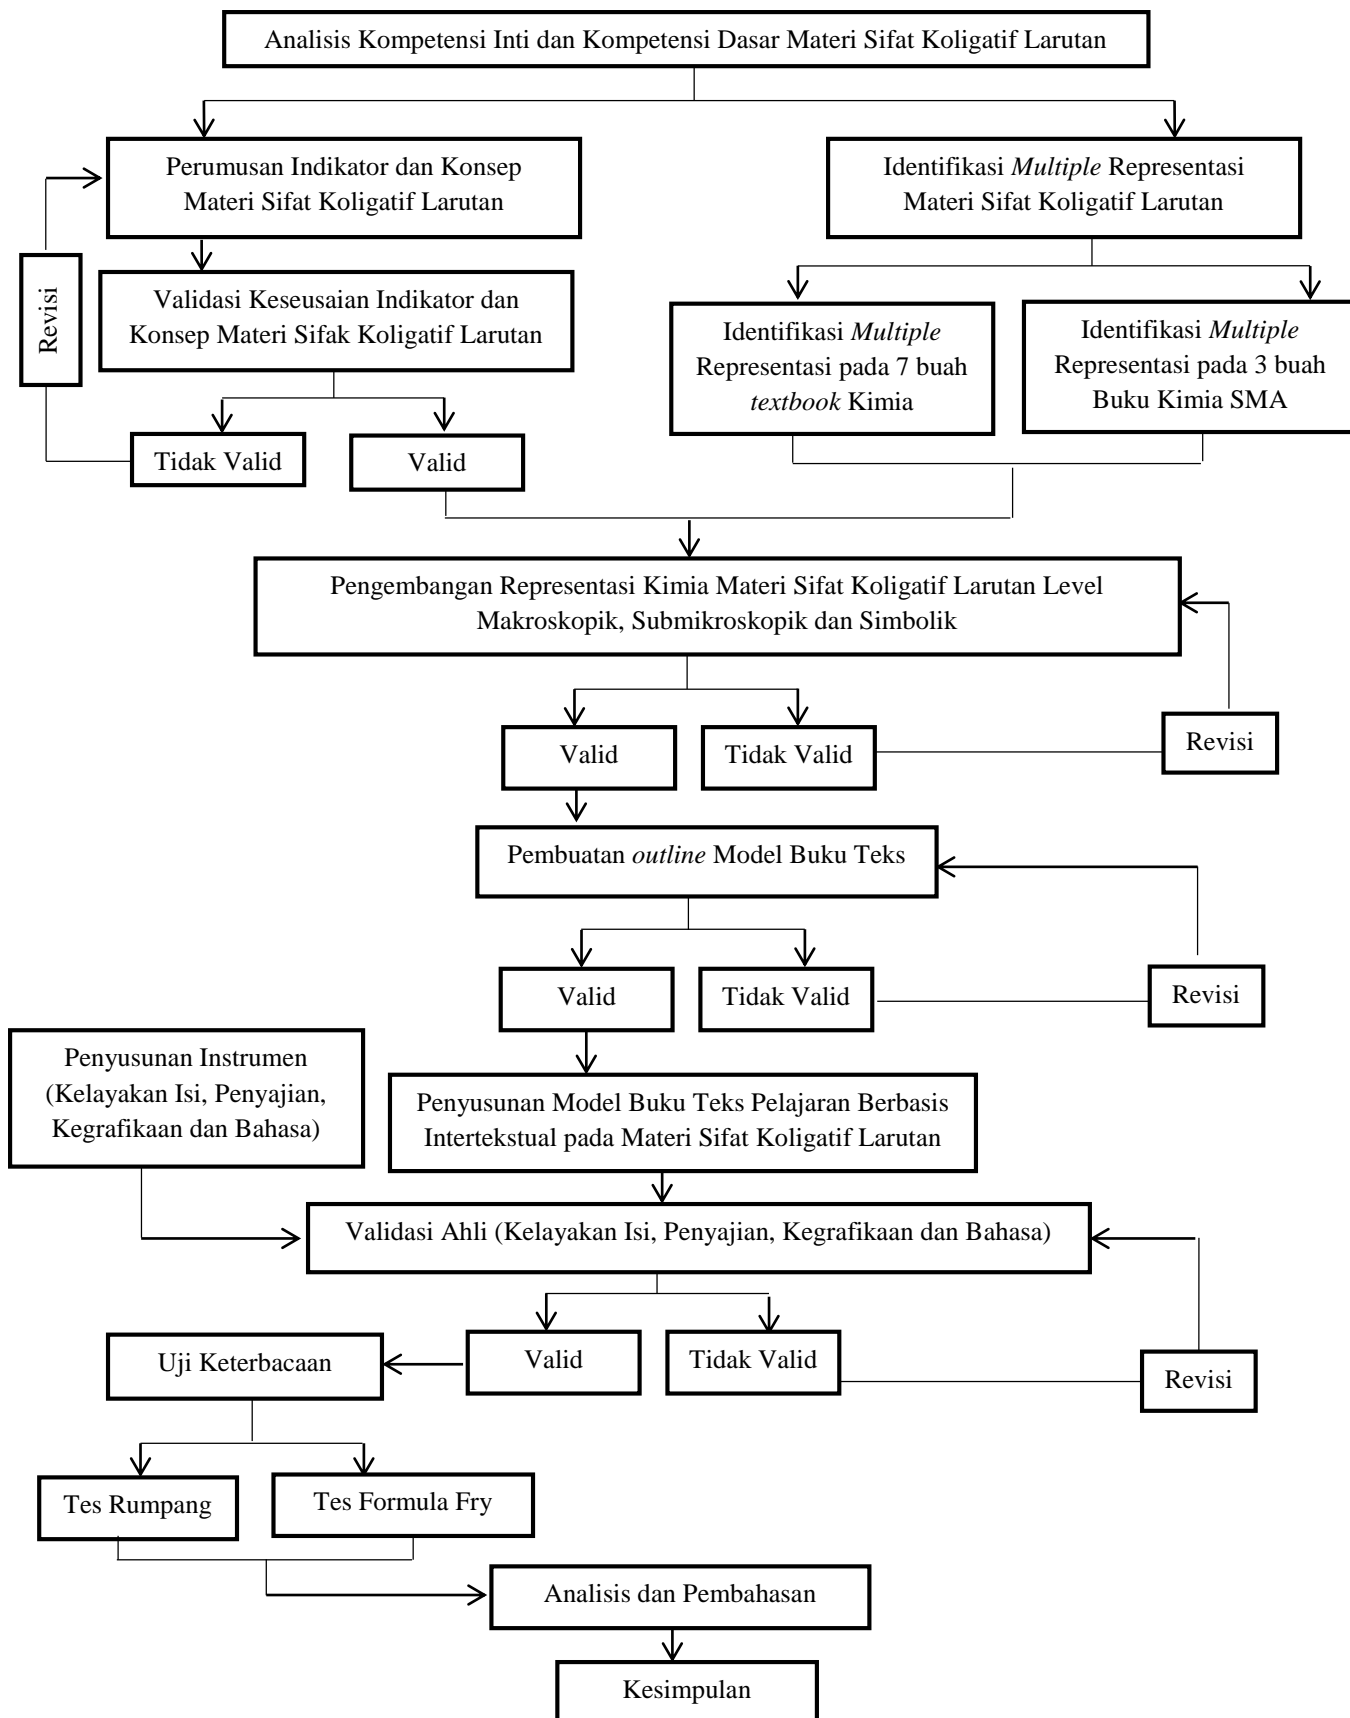 Analisis Kompetensi Inti dan Kompetensi Dasar Materi Sifat Koligatif Larutan
Perumusan Indikator dan Konsep
Materi Sifat Koligatif Larutan
Identifikasi Multiple Representasi
Materi Sifat Koligatif Larutan
Revisi
Validasi Keseusaian Indikator dan
Konsep Materi Sifak Koligatif Larutan
Identifikasi Multiple
Representasi pada 7 buah
textbook Kimia
Identifikasi Multiple
Representasi pada 3 buah
Buku Kimia SMA
Tidak Valid
Valid
Pengembangan Representasi Kimia Materi Sifat Koligatif Larutan Level
Makroskopik, Submikroskopik dan Simbolik
Valid
Tidak Valid
Revisi
Pembuatan outline Model Buku Teks
Valid
Tidak Valid
Revisi
Penyusunan Instrumen
(Kelayakan Isi, Penyajian,
Kegrafikaan dan Bahasa)
Penyusunan Model Buku Teks Pelajaran Berbasis
Intertekstual pada Materi Sifat Koligatif Larutan
Validasi Ahli (Kelayakan Isi, Penyajian, Kegrafikaan dan Bahasa)
Uji Keterbacaan
Valid
Tidak Valid
Revisi
Tes Rumpang
Tes Formula Fry
Analisis dan Pembahasan
Kesimpulan